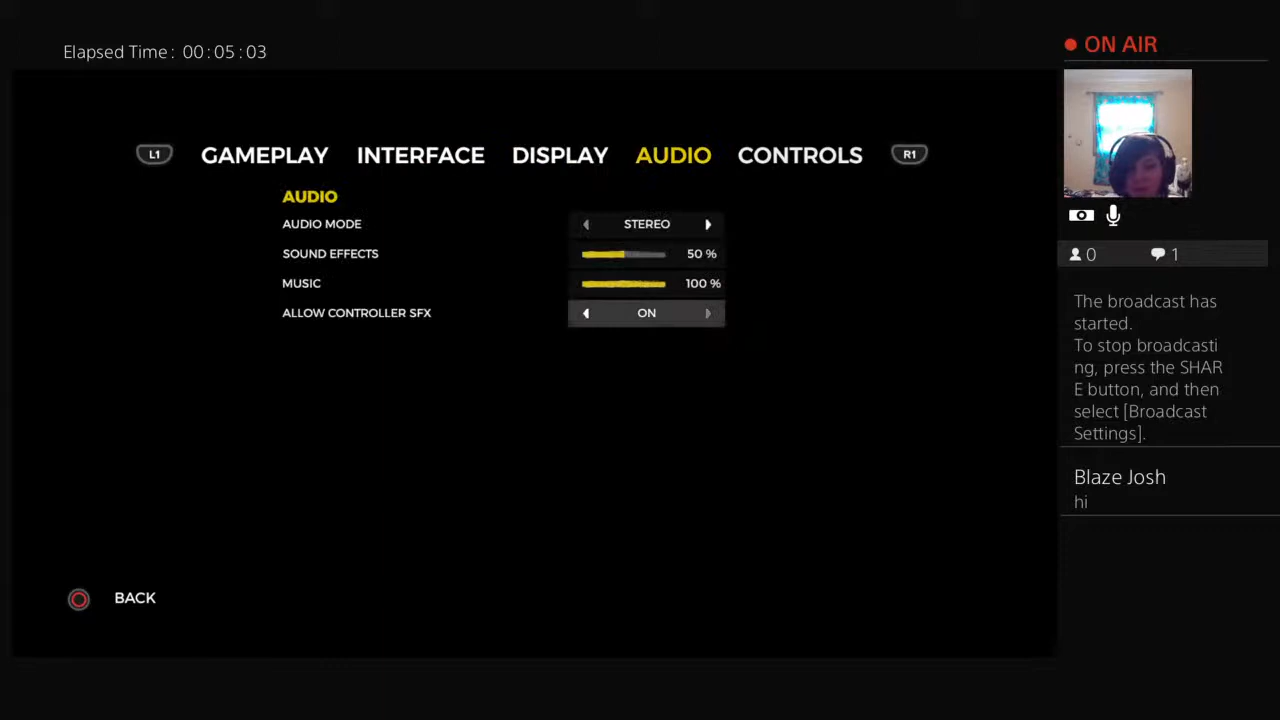 Elapsed Time: 00:05:03
ON AIR
L1 GAMEPLAY INTERFACE DISPLAY AUDIO CONTROLS R1
AUDIO
AUDIO MODE STEREO
SOUND EFFECTS 50 %
MUSIC 100 %
ALLOW CONTROLLER SFX ON
BACK
0 1
The broadcast has
started.
To stop broadcasti
ng, press the SHAR
E button, and then
select [Broadcast
Settings].
Blaze Josh
hi